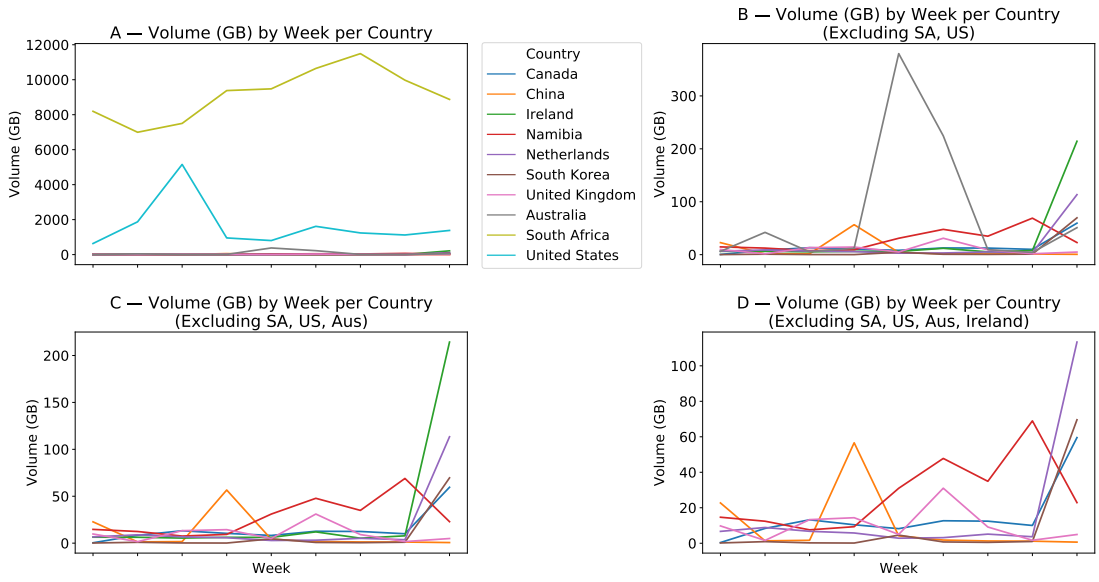 A — Volume (GB) by Week per Country
12000
10000
8000
6000
4000
2000
0
Volume (GB)
Country
Canada
China
Ireland
Namibia
Netherlands
South Korea
United Kingdom
Australia
South Africa
United States
B — Volume (GB) by Week per Country
(Excluding SA, US)
300
200
100
0
Volume (GB)
C — Volume (GB) by Week per Country
(Excluding SA, US, Aus)
200
150
100
50
0
Volume (GB)
Week
D — Volume (GB) by Week per Country
(Excluding SA, US, Aus, Ireland)
100
80
60
40
20
0
Volume (GB)
Week